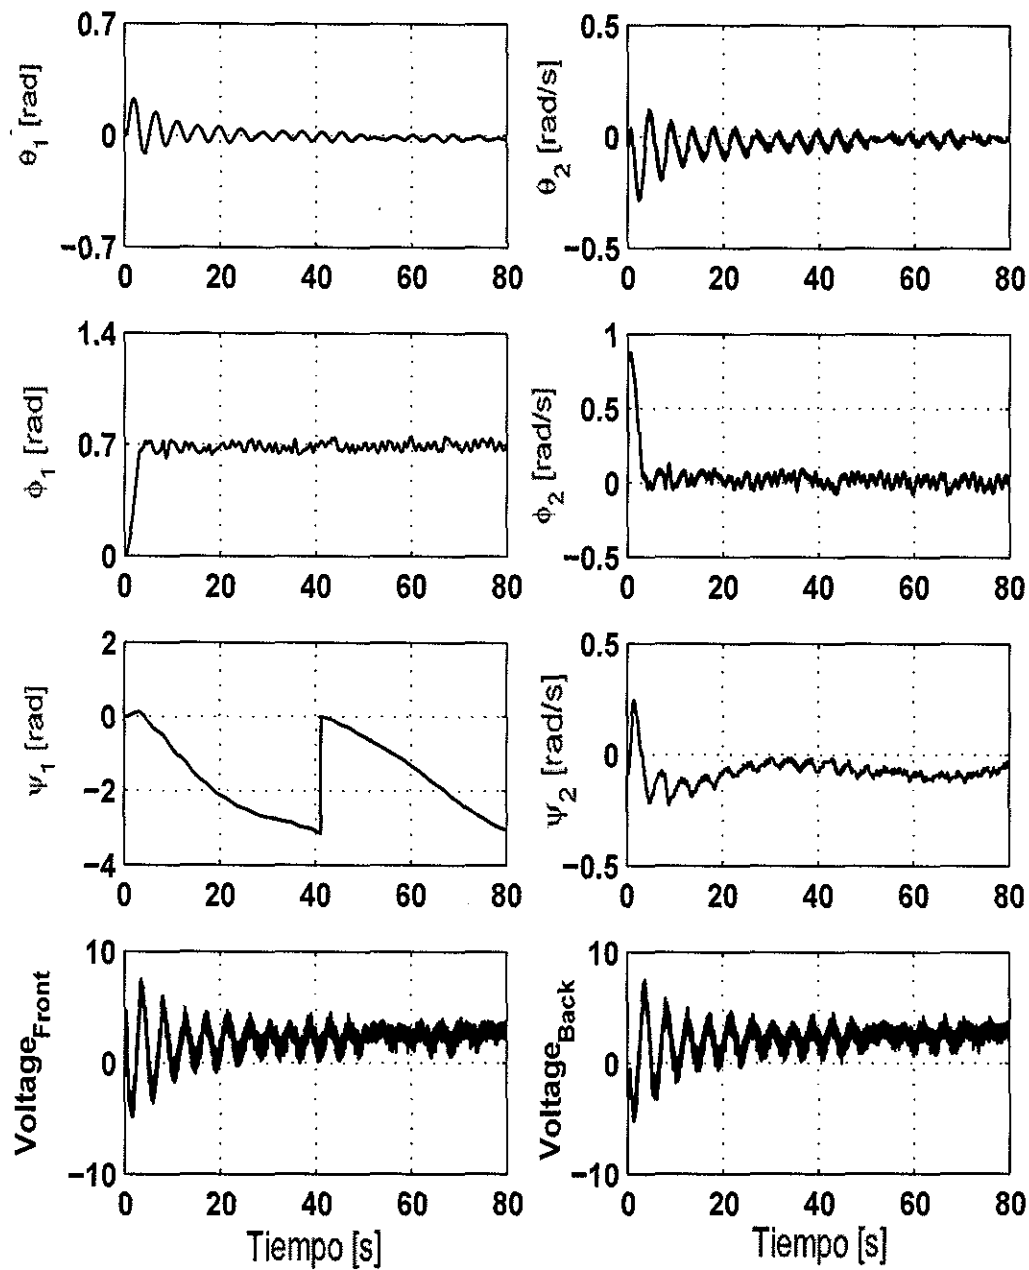 θ1 [rad]
0.7
0
−0.7
0 20 40 60 80
θ2 [rad/s]
0.5
0
−0.5
0 20 40 60 80
ϕ1 [rad]
1.4
0.7
0
0 20 40 60 80
ϕ2 [rad/s]
1
0.5
0
−0.5
0 20 40 60 80
ψ1 [rad]
2
0
−2
−4
0 20 40 60 80
ψ2 [rad/s]
0.5
0
−0.5
0 20 40 60 80
VoltageFront
10
0
−10
0 20 40 60 80
Tiempo [s]
VoltageBack
10
0
−10
0 20 40 60 80
Tiempo [s]